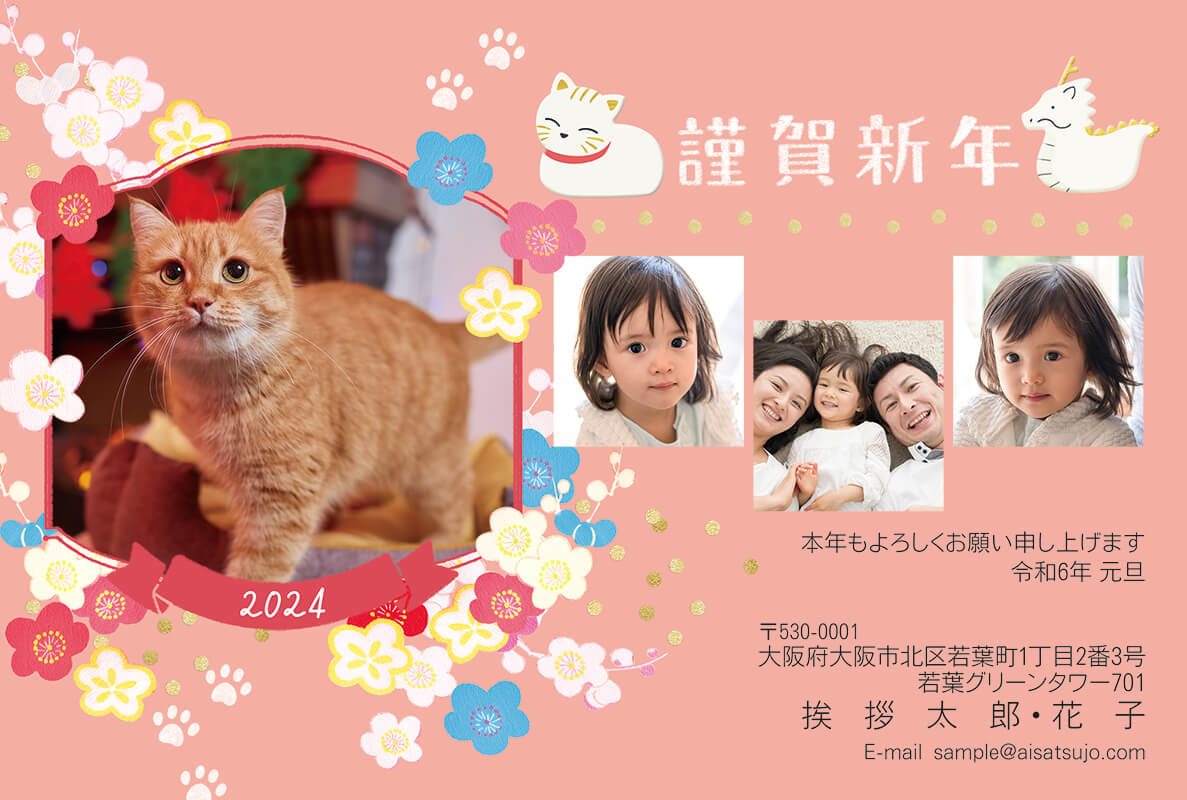 謹賀新年
2024
本年もよろしくお願い申し上げます
令和6年 元旦
〒530-0001
大阪府大阪市北区若葉町1丁目2番3号
若葉グリーンタワー701
挨 拶 太 郎・花 子
E-mail sample@aisatsujo.com